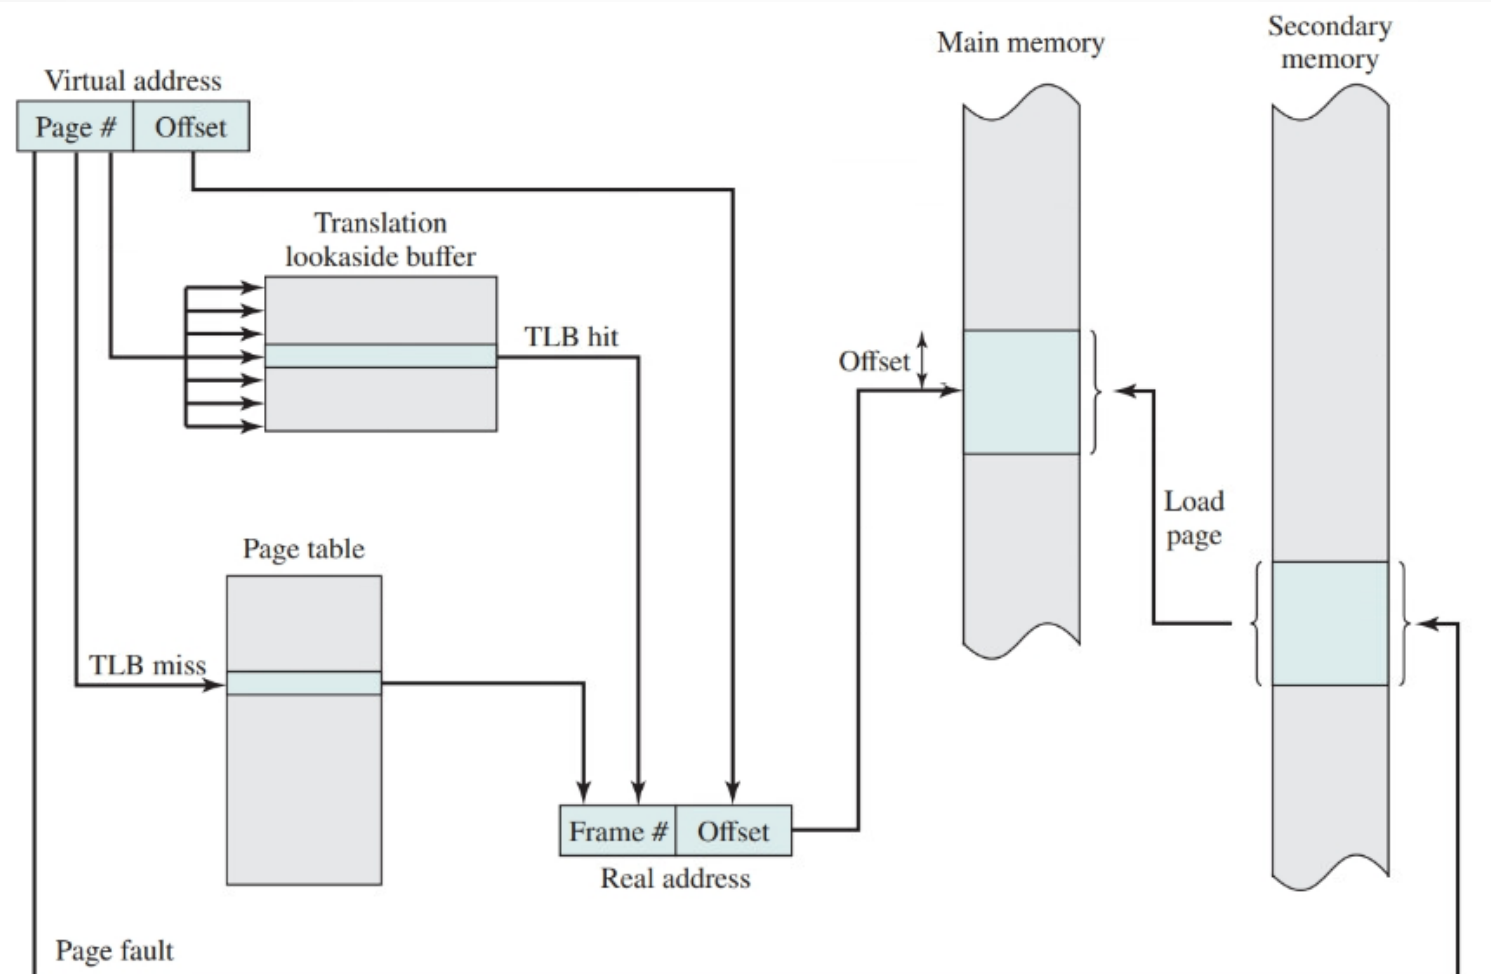 Main memory
Secondary
memory
Virtual address
Page #
Offset
Translation
lookaside buffer
TLB hit
Offset
Load
page
Page table
TLB miss
Frame #
Offset
Real address
Page fault